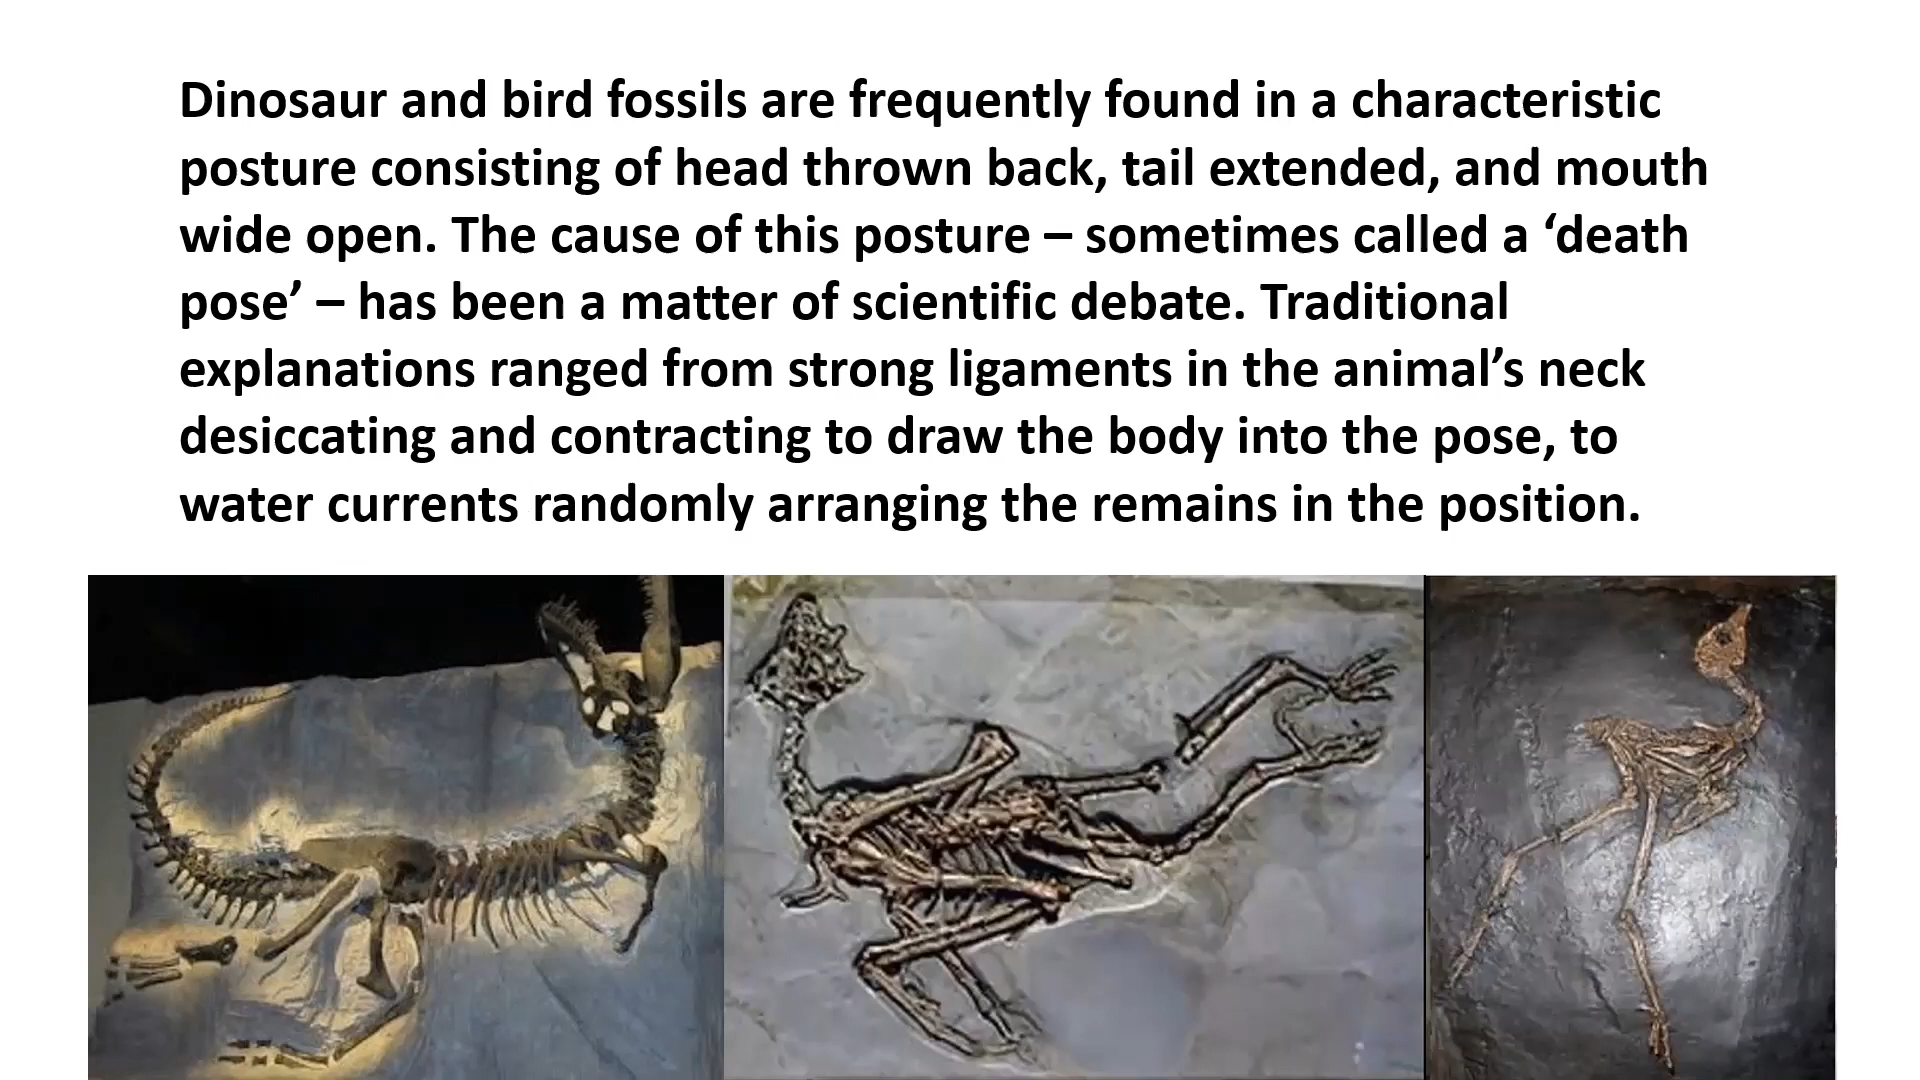 Dinosaur and bird fossils are frequently found in a characteristic
posture consisting of head thrown back, tail extended, and mouth
wide open. The cause of this posture – sometimes called a ‘death
pose’ – has been a matter of scientific debate. Traditional
explanations ranged from strong ligaments in the animal’s neck
desiccating and contracting to draw the body into the pose, to
water currents randomly arranging the remains in the position.